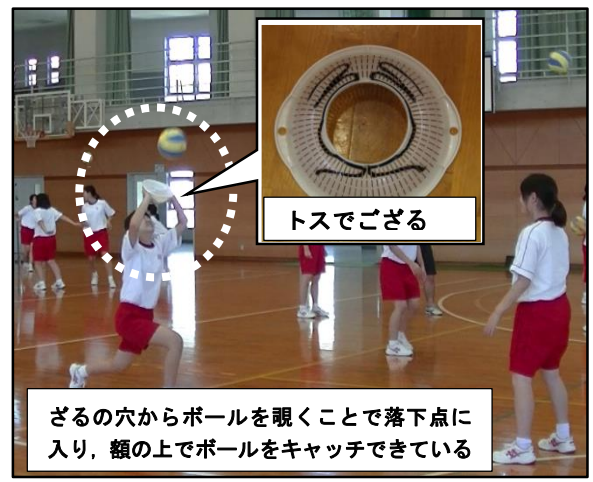 トスでござる
ざるの穴からボールを覗くことで落下点に
入り，額の上でボールをキャッチできている